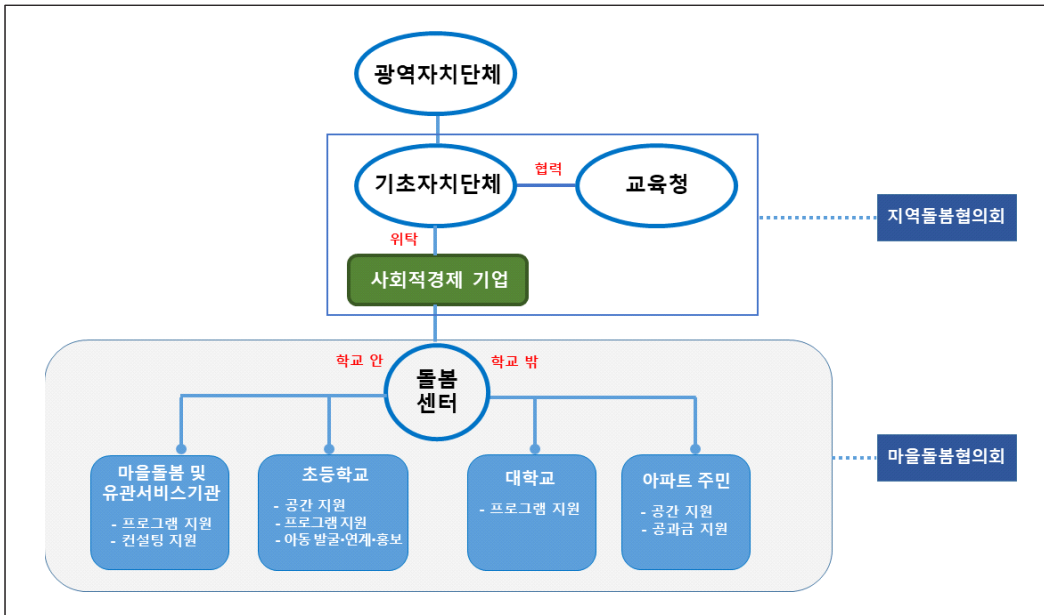 광역자치단체
기초자치단체
협력
교육청
지역돌봄협의회
위탁
사회적경제 기업
학교 안
학교 밖
돌봄
센터
마을돌봄협의회
마을돌봄 및
유관서비스기관
- 프로그램 지원
- 컨설팅 지원
초등학교
- 공간 지원
- 프로그램 지원
- 아동 발굴·연계·홍보
대학교
- 프로그램 지원
아파트 주민
- 공간 지원
- 공과금 지원